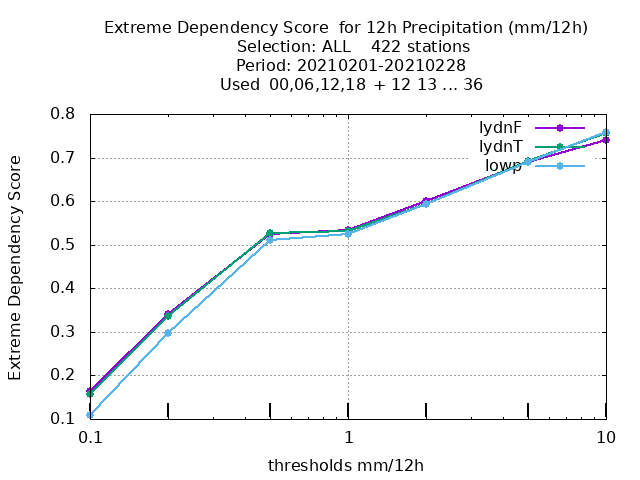 Extreme Dependency Score  for 12h Precipitation (mm/12h)
Selection: ALL    422 stations
Period: 20210201-20210228
Used  00,06,12,18  + 12 13 ... 36
lydnF
lydnT
lowp
0.8
0.7
0.6
0.5
0.4
0.3
0.2
0.1
Extreme Dependency Score
0.1
1
10
thresholds mm/12h